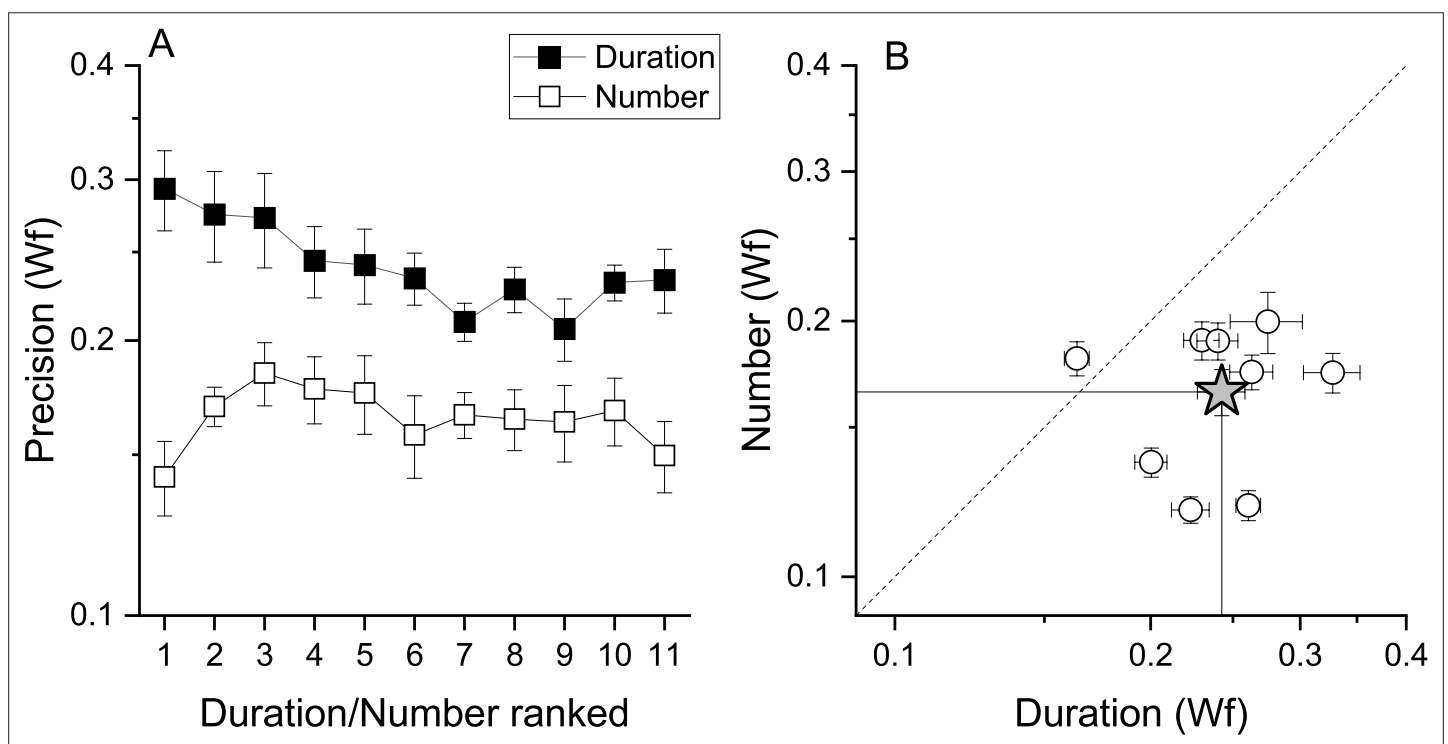 A
Duration
Number
0.4
0.3
0.2
0.1
Precision (Wf)
1 2 3 4 5 6 7 8 9 10 11
Duration/Number ranked
B
0.4
0.3
0.2
0.1
Number (Wf)
0.1 0.2 0.3 0.4
Duration (Wf)